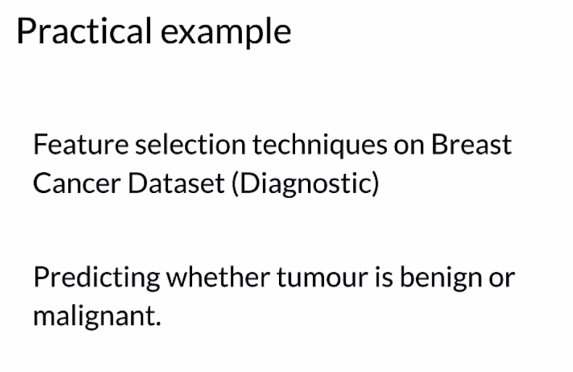 Practical example
Feature selection techniques on Breast
Cancer Dataset (Diagnostic)
Predicting whether tumour is benign or
malignant.